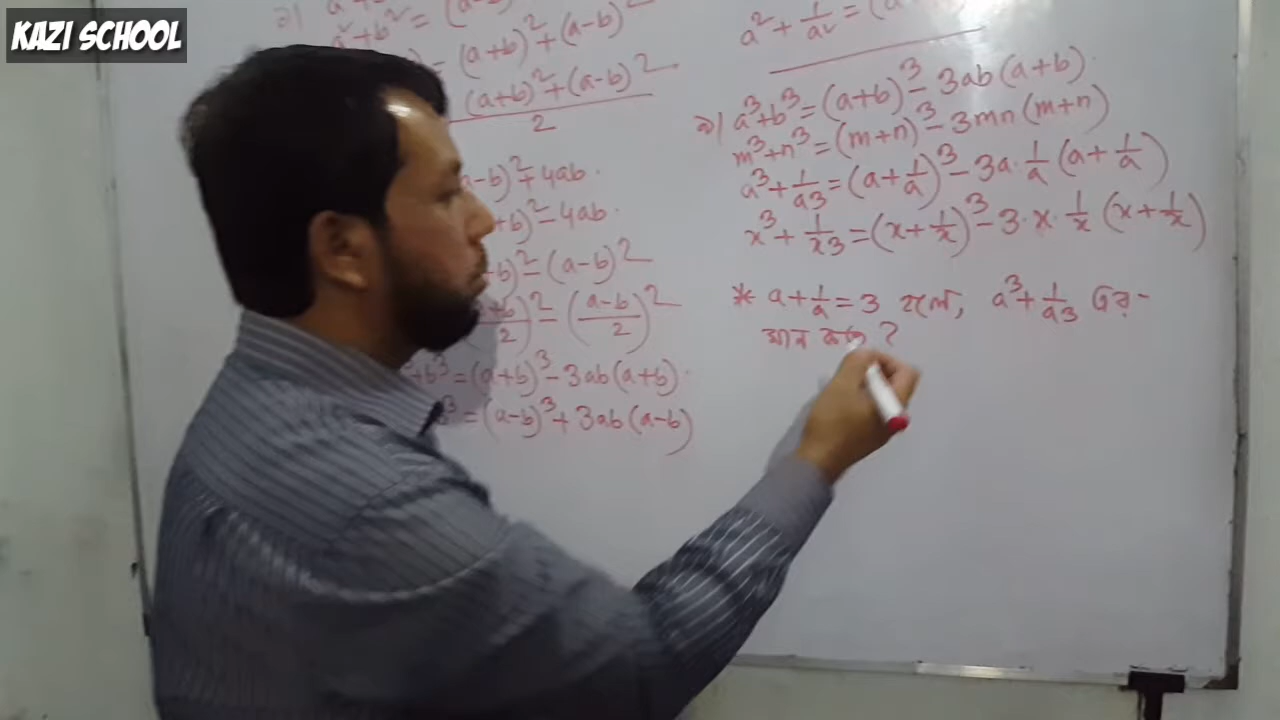 KAZI SCHOOL
a²+b² =
= (a+b)²+(a-b)²
(a+b)²+(a-b)²
2
-b)²+4ab.
+b)²-4ab.
-b)²-(a-b)²
)² - (a-b / 2)²
+b³ = (a+b)³-3ab(a+b).
³ = (a-b)³+3ab(a-b)
a²+1/a² = (a
a³+b³ = (a+b)³-3ab(a+b).
m³+n³ = (m+n)³-3mn(m+n)
a³+1/a3 = (a+1/a)³-3a·1/a (a+1/a)
x³+1/x3 = (x+1/x)³-3·x·1/x (x+1/x)
* a+1/a = 3 হলে, a³+1/a3 এর-
মান কত ?